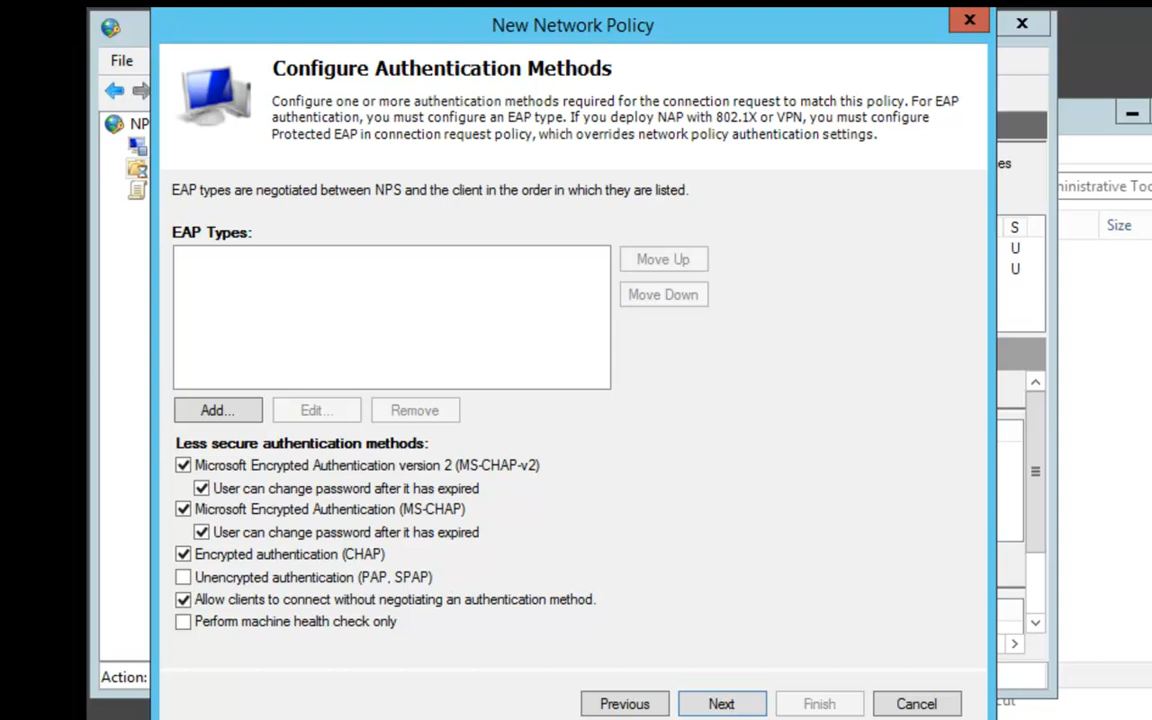 New Network Policy
File
Configure Authentication Methods
Configure one or more authentication methods required for the connection request to match this policy. For EAP
authentication, you must configure an EAP type. If you deploy NAP with 802.1X or VPN, you must configure
Protected EAP in connection request policy, which overrides network policy authentication settings.
NP
es
ninistrative Too
EAP types are negotiated between NPS and the client in the order in which they are listed.
S
Size
EAP Types:
U
Move Up
U
Move Down
Add...
Edit...
Remove
Less secure authentication methods:
Microsoft Encrypted Authentication version 2 (MS-CHAP-v2)
User can change password after it has expired
Microsoft Encrypted Authentication (MS-CHAP)
User can change password after it has expired
Encrypted authentication (CHAP)
Unencrypted authentication (PAP, SPAP)
Allow clients to connect without negotiating an authentication method.
Perform machine health check only
Action:
Previous
Next
Finish
Cancel